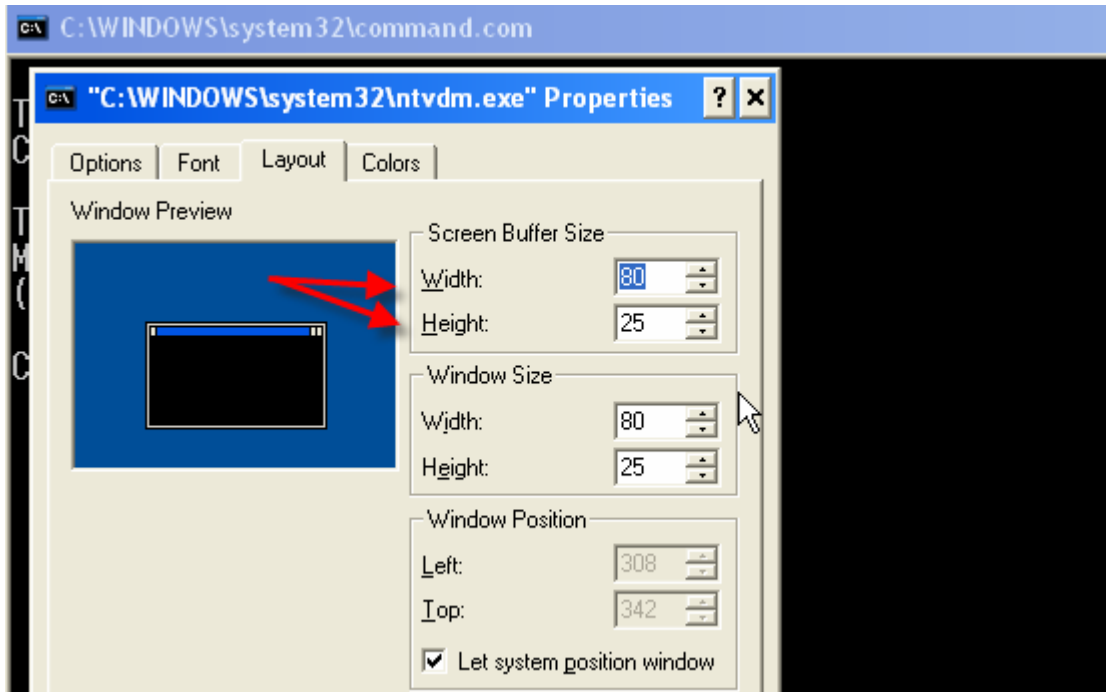 C:\WINDOWS\system32\command.com
"C:\WINDOWS\system32\ntvdm.exe" Properties
Options Font Layout Colors
Window Preview
Screen Buffer Size
Width: 80
Height: 25
Window Size
Width: 80
Height: 25
Window Position
Left: 308
Top: 342
Let system position window
T
C
T
M
(
C